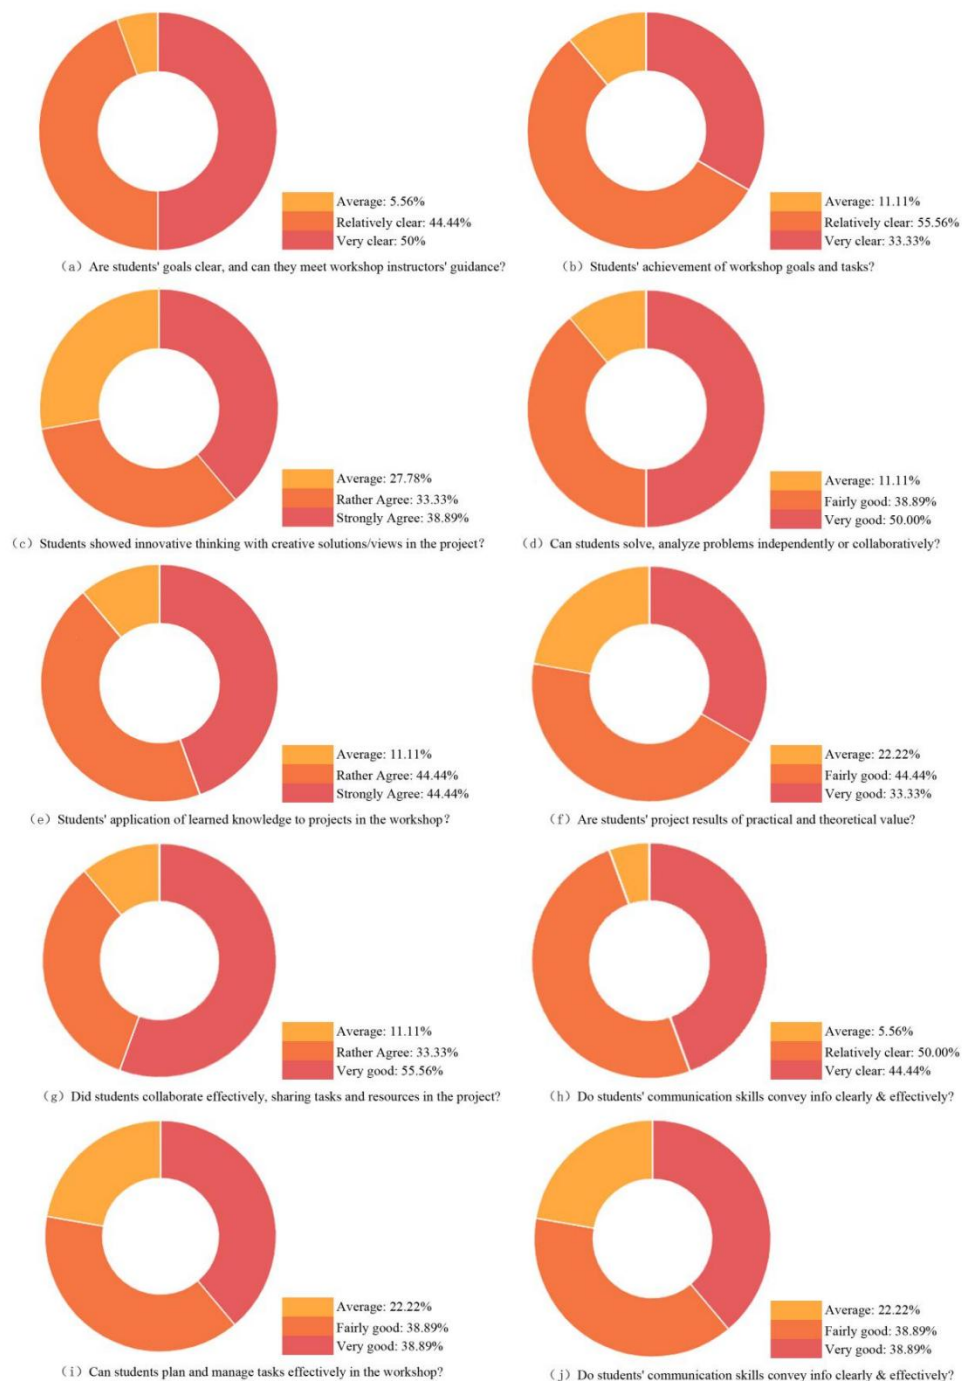 Average: 5.56%
Relatively clear: 44.44%
Very clear: 50%
(a) Are students' goals clear, and can they meet workshop instructors' guidance?
Average: 11.11%
Relatively clear: 55.56%
Very clear: 33.33%
(b) Students' achievement of workshop goals and tasks?
Average: 27.78%
Rather Agree: 33.33%
Strongly Agree: 38.89%
(c) Students showed innovative thinking with creative solutions/views in the project?
Average: 11.11%
Fairly good: 38.89%
Very good: 50.00%
(d) Can students solve, analyze problems independently or collaboratively?
Average: 11.11%
Rather Agree: 44.44%
Strongly Agree: 44.44%
(e) Students' application of learned knowledge to projects in the workshop?
Average: 22.22%
Fairly good: 44.44%
Very good: 33.33%
(f) Are students' project results of practical and theoretical value?
Average: 11.11%
Rather Agree: 33.33%
Very good: 55.56%
(g) Did students collaborate effectively, sharing tasks and resources in the project?
Average: 5.56%
Relatively clear: 50.00%
Very clear: 44.44%
(h) Do students' communication skills convey info clearly & effectively?
Average: 22.22%
Fairly good: 38.89%
Very good: 38.89%
(i) Can students plan and manage tasks effectively in the workshop?
Average: 22.22%
Fairly good: 38.89%
Very good: 38.89%
(j) Do students' communication skills convey info clearly & effectively?